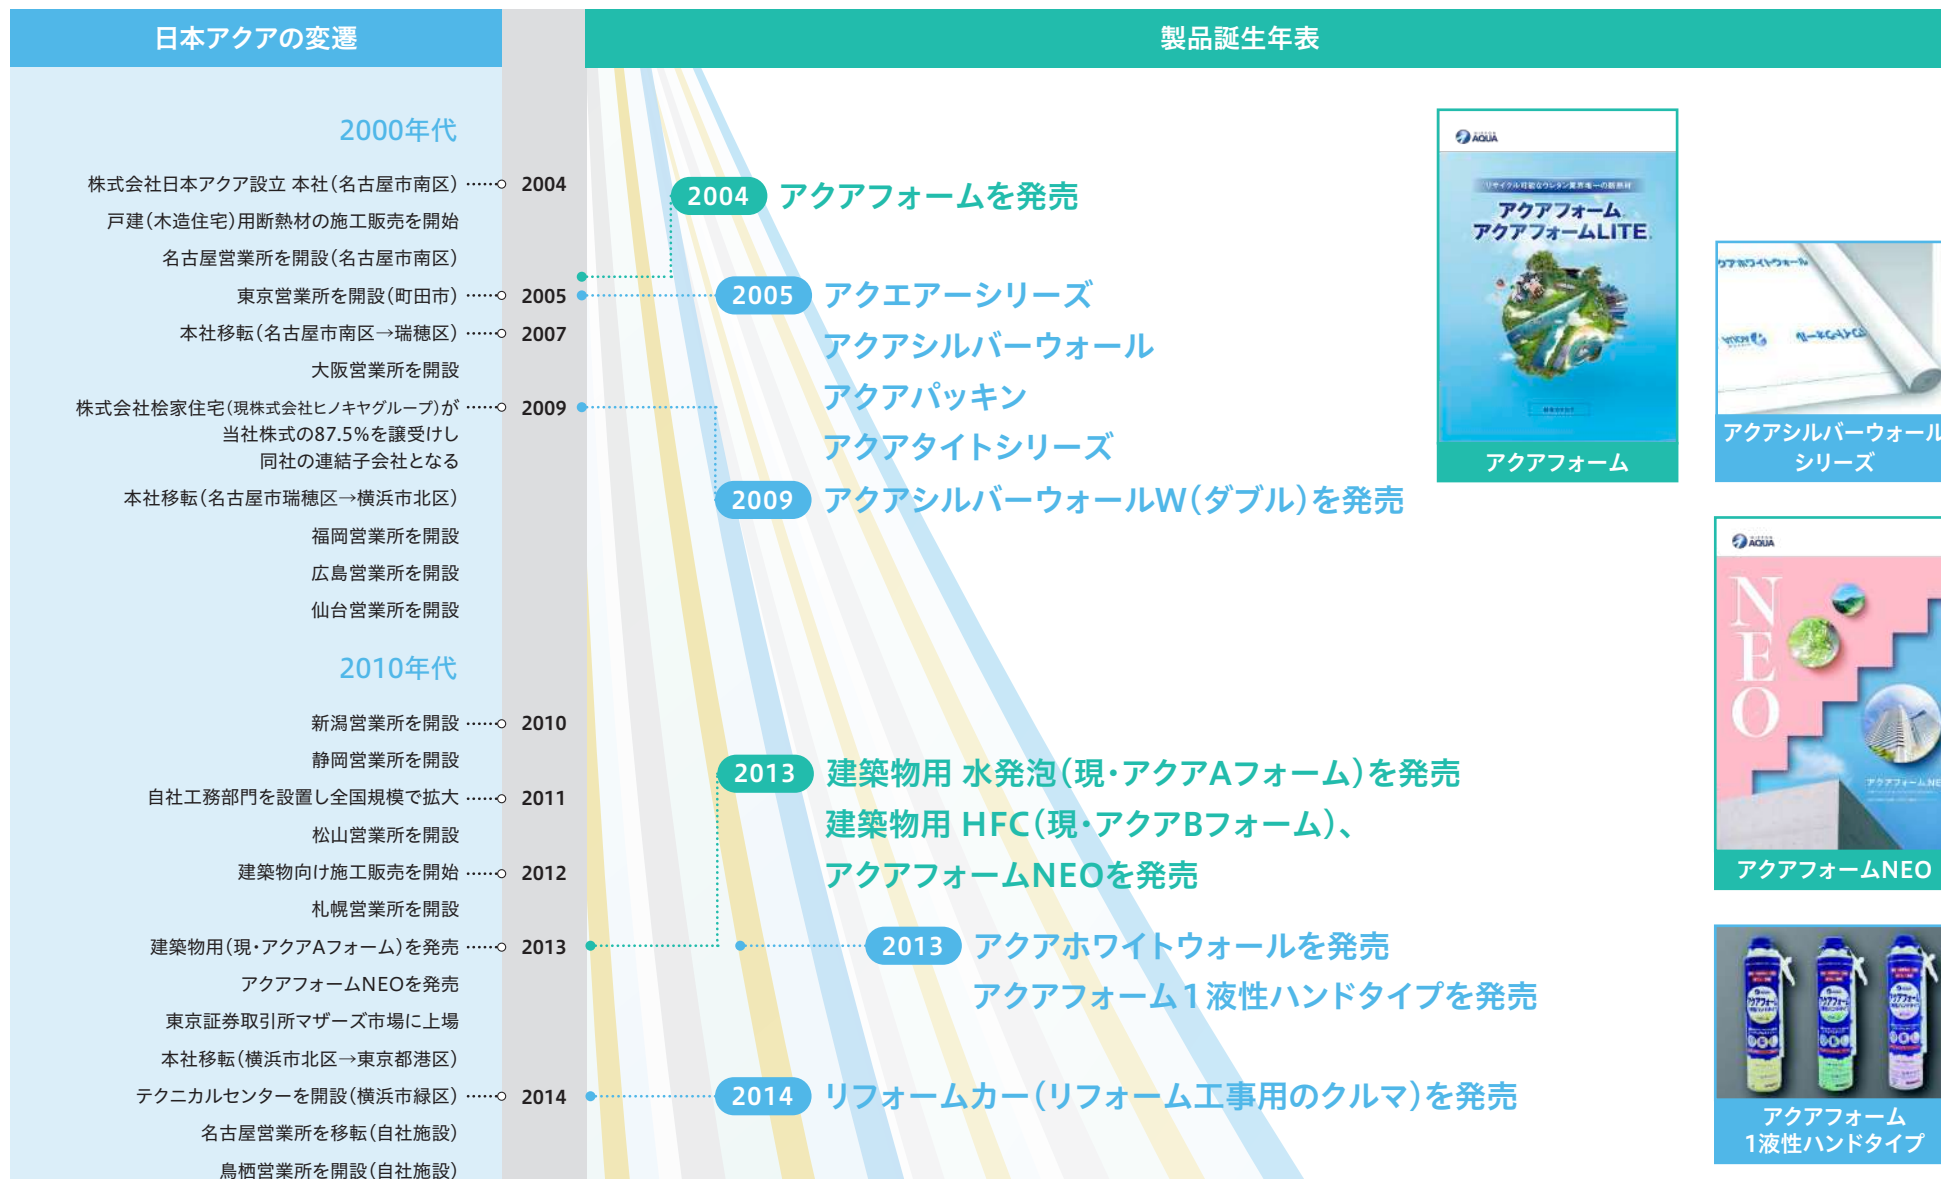 日本アクアの変遷
製品誕生年表
2000年代
株式会社日本アクア設立 本社（名古屋市南区） 2004
戸建（木造住宅）用断熱材の施工販売を開始
名古屋営業所を開設（名古屋市南区）
東京営業所を開設（町田市） 2005
本社移転（名古屋市南区→瑞穂区） 2007
大阪営業所を開設
株式会社桧家住宅（現株式会社ヒノキヤグループ）が 2009
当社株式の87.5%を譲受けし
同社の連結子会社となる
本社移転（名古屋市瑞穂区→横浜市北区）
福岡営業所を開設
広島営業所を開設
仙台営業所を開設
2010年代
新潟営業所を開設 2010
静岡営業所を開設
自社工務部門を設置し全国規模で拡大 2011
松山営業所を開設
建築物向け施工販売を開始 2012
札幌営業所を開設
建築物用（現・アクアAフォーム）を発売 2013
アクアフォームNEOを発売
東京証券取引所マザーズ市場に上場
本社移転（横浜市北区→東京都港区）
テクニカルセンターを開設（横浜市緑区） 2014
名古屋営業所を移転（自社施設）
鳥栖営業所を開設（自社施設）
2004 アクアフォームを発売
2005 アクエアーシリーズ
アクアシルバーウォール
アクアパッキン
アクアタイトシリーズ
2009 アクアシルバーウォールW（ダブル）を発売
2013 建築物用 水発泡（現・アクアAフォーム）を発売
建築物用 HFC（現・アクアBフォーム）、
アクアフォームNEOを発売
2013 アクアホワイトウォールを発売
アクアフォーム1液性ハンドタイプを発売
2014 リフォームカー（リフォーム工事用のクルマ）を発売
AQUA
リサイクル可能なウレタン業界唯一の断熱材
アクアフォーム
アクアフォームLITE
アクアフォーム
アクアシルバーウォール
シリーズ
AQUA
NEO
アクアフォームNEO
アクアフォーム
1液性ハンドタイプ